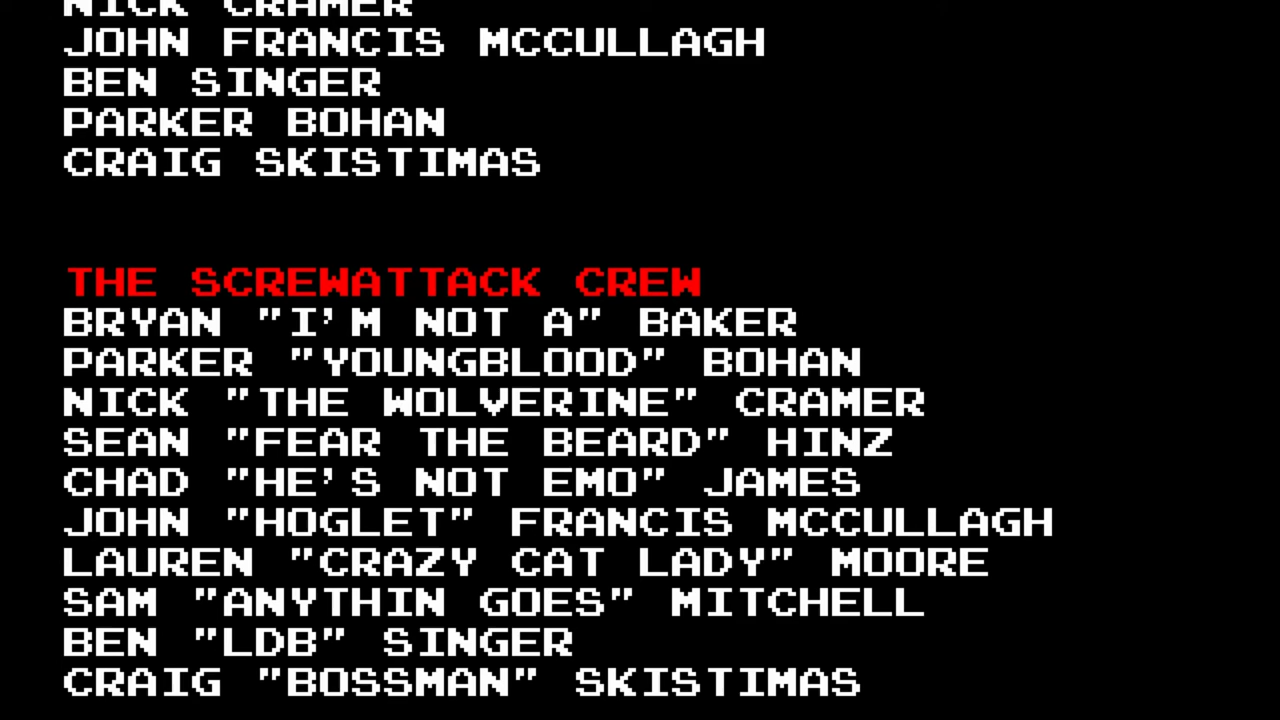 NICK CRAMER
JOHN FRANCIS MCCULLAGH
BEN SINGER
PARKER BOHAN
CRAIG SKISTIMAS
THE SCREWATTACK CREW
BRYAN "I'M NOT A" BAKER
PARKER "YOUNGBLOOD" BOHAN
NICK "THE WOLVERINE" CRAMER
SEAN "FEAR THE BEARD" HINZ
CHAD "HE'S NOT EMO" JAMES
JOHN "HOGLET" FRANCIS MCCULLAGH
LAUREN "CRAZY CAT LADY" MOORE
SAM "ANYTHIN GOES" MITCHELL
BEN "LDB" SINGER
CRAIG "BOSSMAN" SKISTIMAS